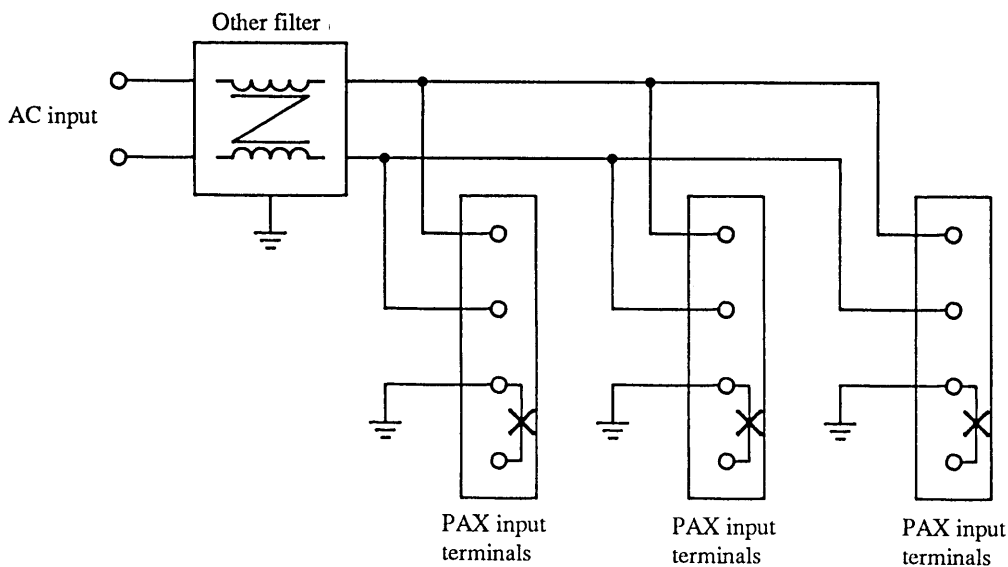 Other filter
AC input
PAX input
terminals
PAX input
terminals
PAX input
terminals